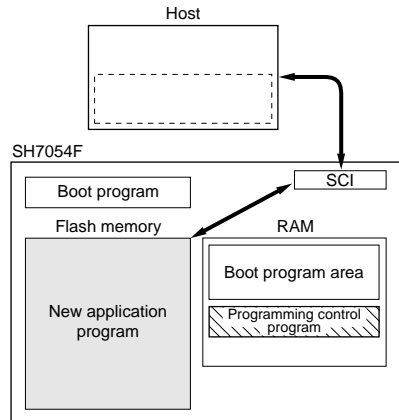 Host
SH7054F
SCI
Boot program
Flash memory
RAM
New application
program
Boot program area
Programming control
program